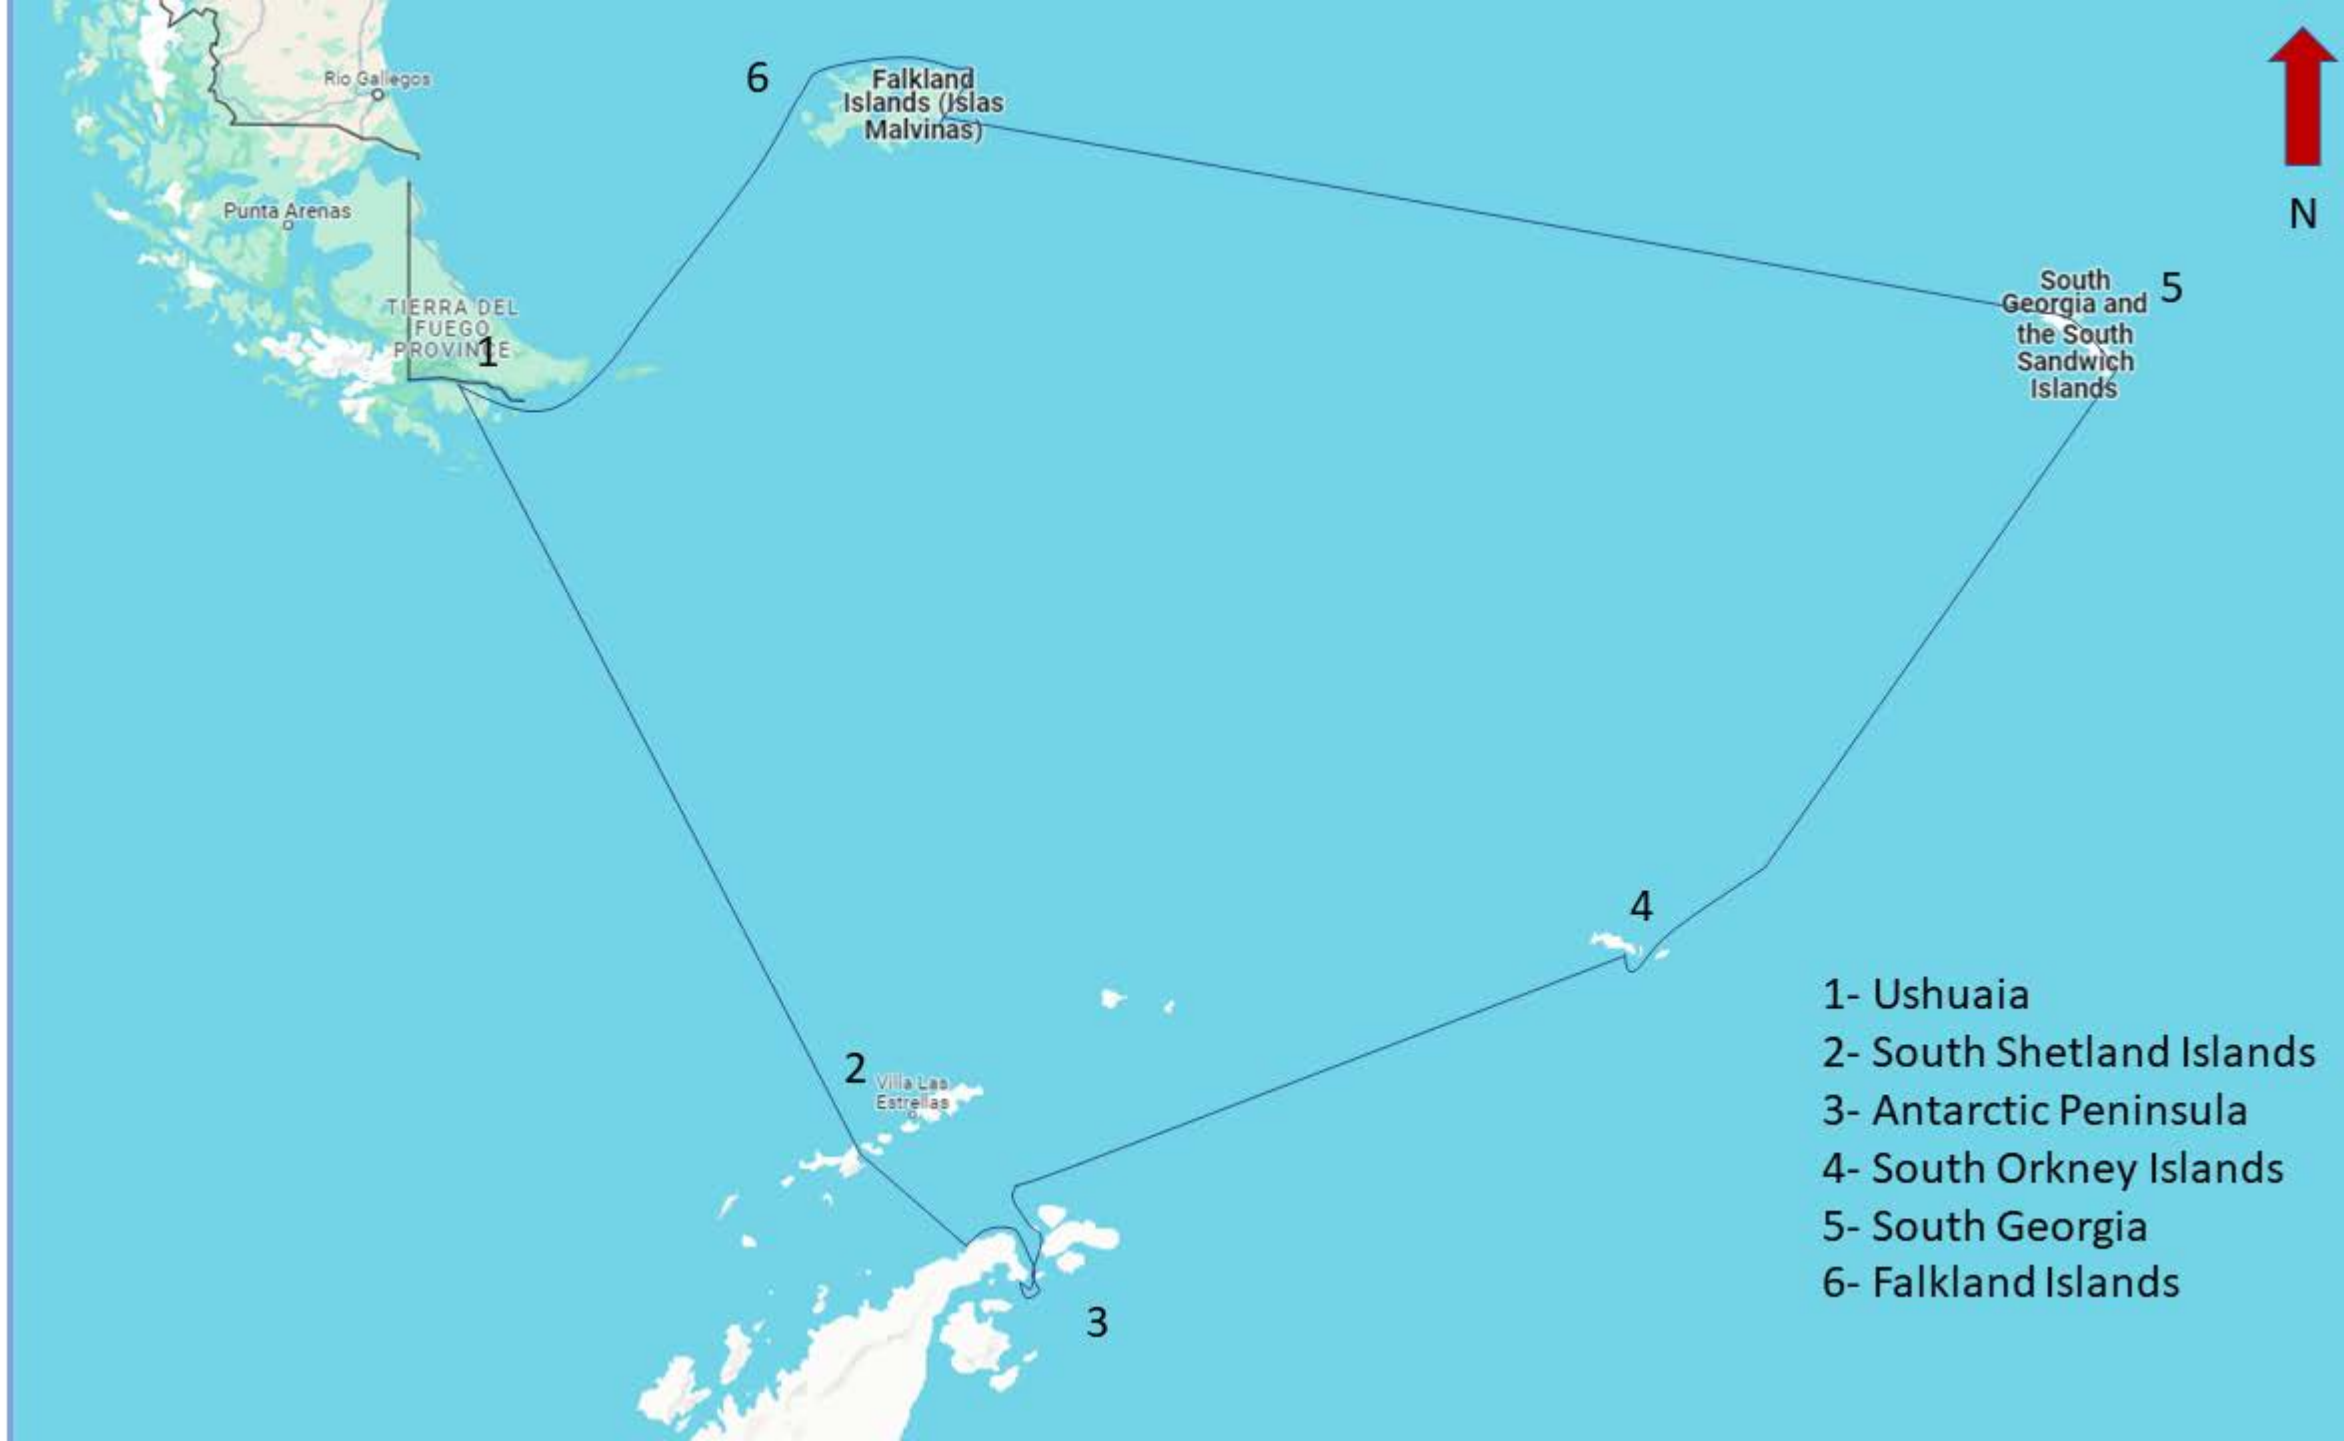 Rio Gallegos
6
Falkland
Islands (Islas
Malvinas)
Punta Arenas
N
TIERRA DEL
FUEGO
PROVINCE
1
South
Georgia and
the South
Sandwich
Islands
5
4
2
Villa Las
Estrellas
3
1- Ushuaia
2- South Shetland Islands
3- Antarctic Peninsula
4- South Orkney Islands
5- South Georgia
6- Falkland Islands